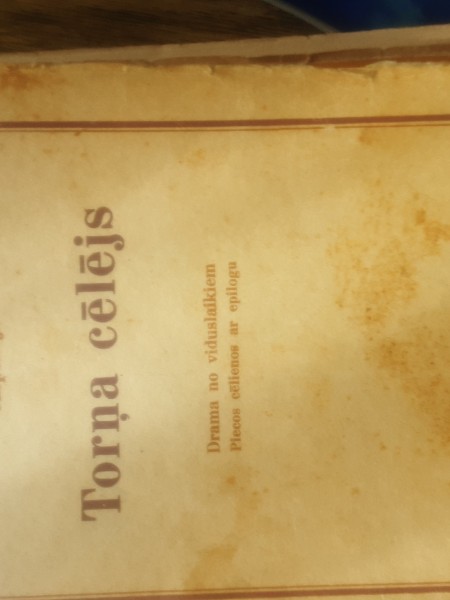 Torņa cēlējs
Drama no viduslaikiem
Piecos cēlienos ar epilogu